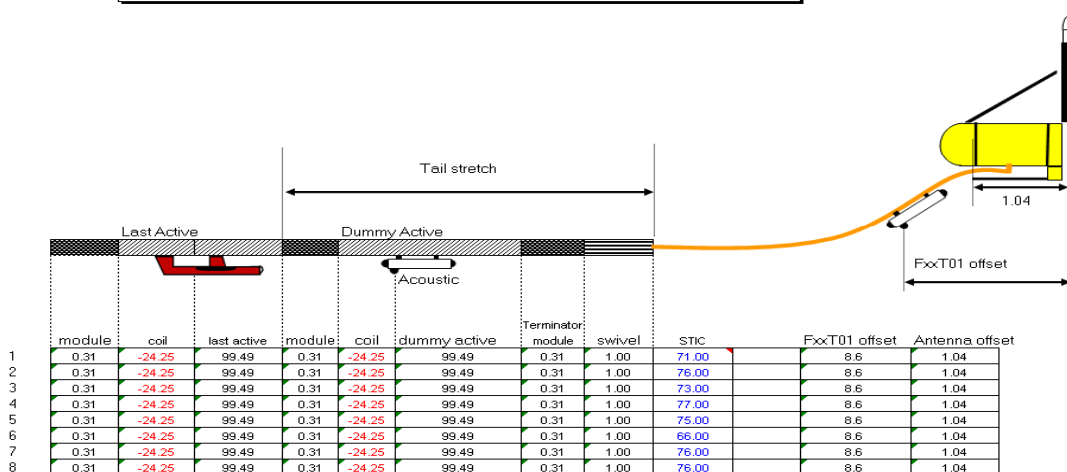 Tail stretch
1.04
Last Active Dummy Active
FxxT01 offset
Acoustic
Terminator
module coil last active module coil dummy active module swivel STIC FxxT01 offset Antenna offset
1 0.31 -24.25 99.49 0.31 -24.25 99.49 0.31 1.00 71.00 8.6 1.04
2 0.31 -24.25 99.49 0.31 -24.25 99.49 0.31 1.00 76.00 8.6 1.04
3 0.31 -24.25 99.49 0.31 -24.25 99.49 0.31 1.00 73.00 8.6 1.04
4 0.31 -24.25 99.49 0.31 -24.25 99.49 0.31 1.00 77.00 8.6 1.04
5 0.31 -24.25 99.49 0.31 -24.25 99.49 0.31 1.00 75.00 8.6 1.04
6 0.31 -24.25 99.49 0.31 -24.25 99.49 0.31 1.00 66.00 8.6 1.04
7 0.31 -24.25 99.49 0.31 -24.25 99.49 0.31 1.00 76.00 8.6 1.04
8 0.31 -24.25 99.49 0.31 -24.25 99.49 0.31 1.00 76.00 8.6 1.04